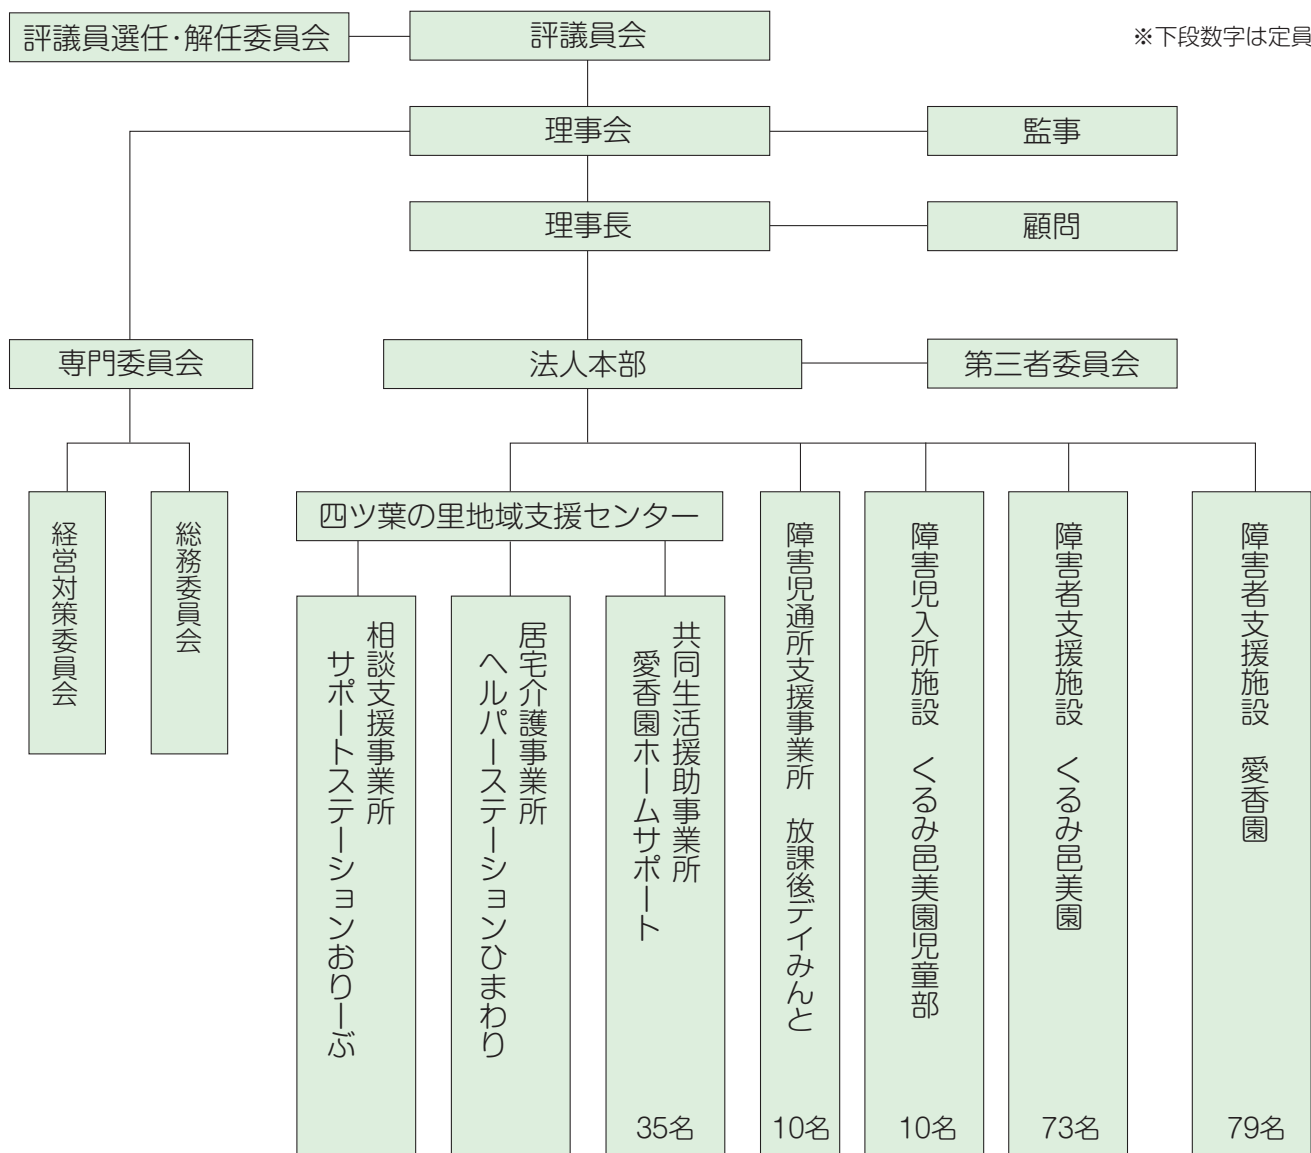 評議員選任・解任委員会
評議員会
※下段数字は定員
理事会
監事
理事長
顧問
専門委員会
法人本部
第三者委員会
経営対策委員会
総務委員会
四ツ葉の里地域支援センター
相談支援事業所
サポートステーションおりーぶ
居宅介護事業所
ヘルパーステーションひまわり
共同生活援助事業所
愛香園ホームサポート
35名
障害児通所支援事業所 放課後デイみんと
10名
障害児入所施設 くるみ邑美園児童部
10名
障害者支援施設 くるみ邑美園
73名
障害者支援施設 愛香園
79名